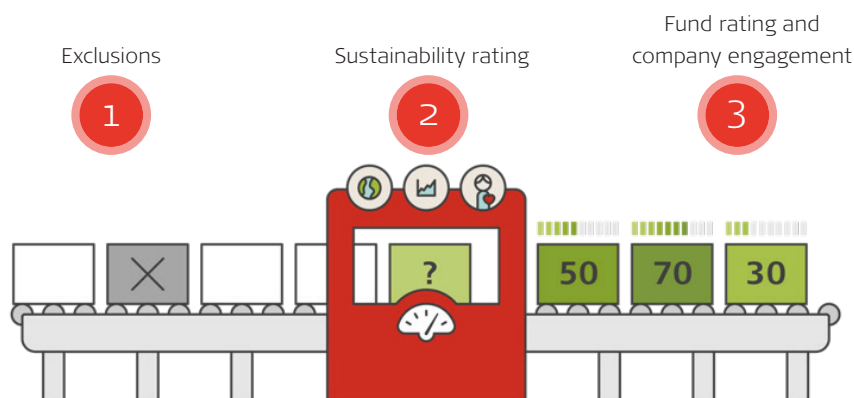 Exclusions
1
Sustainability rating
2
Fund rating and
company engagement
3
?
50
70
30